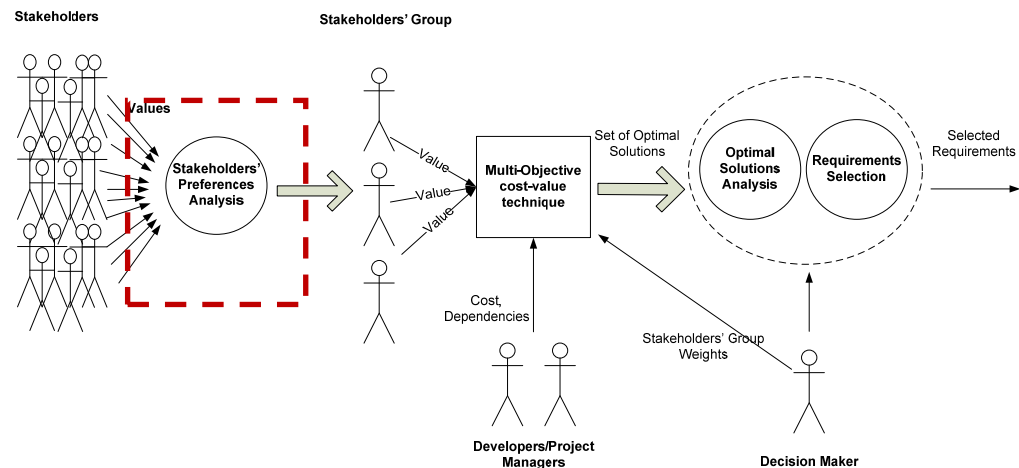 Stakeholders
Stakeholders' Group
Values
Stakeholders'
Preferences
Analysis
Value
Value
Value
Multi-Objective
cost-value
technique
Set of Optimal
Solutions
Optimal
Solutions
Analysis
Requirements
Selection
Selected
Requirements
Cost,
Dependencies
Stakeholders' Group
Weights
Developers/Project
Managers
Decision Maker